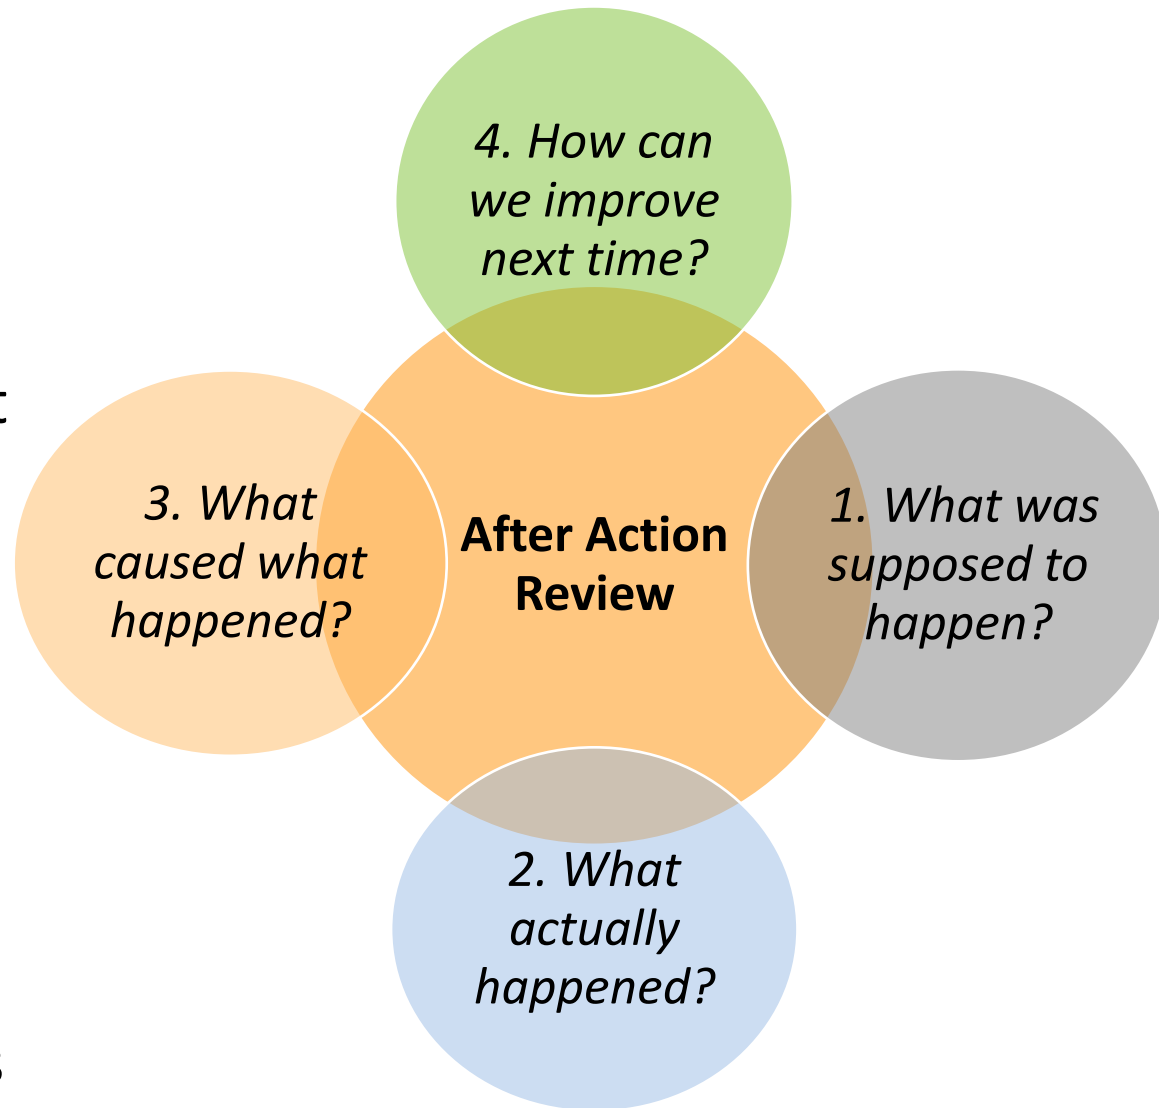 4. How can
we improve
next time?
3. What
caused what
happened?
After Action
Review
1. What was
supposed to
happen?
2. What
actually
happened?